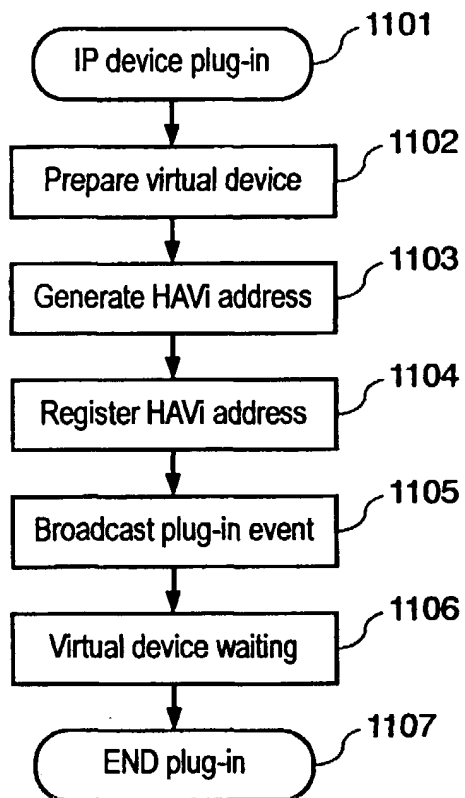 1101
IP device plug-in
1102
Prepare virtual device
1103
Generate HAVi address
1104
Register HAVi address
1105
Broadcast plug-in event
1106
Virtual device waiting
1107
END plug-in